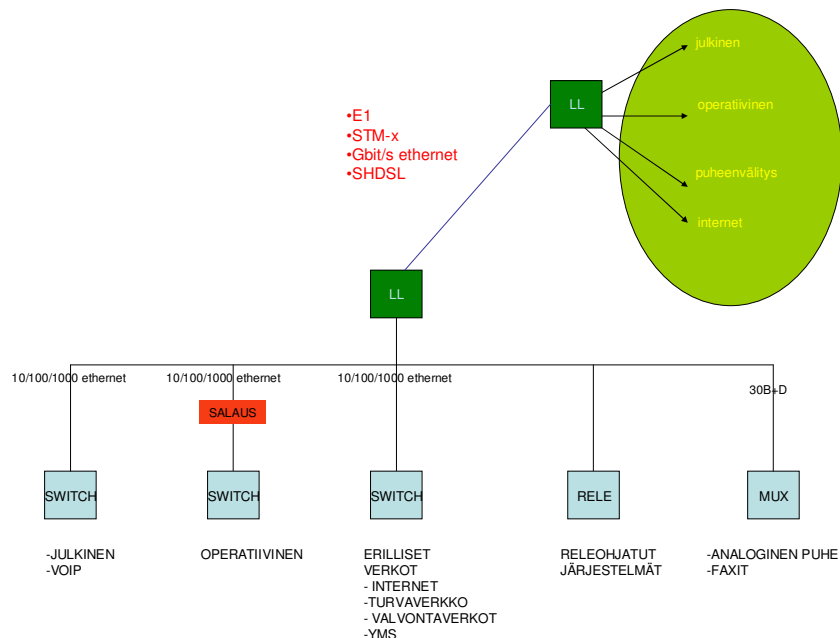 julkinen
LL
operatiivinen
•E1
•STM-x
•Gbit/s ethernet
•SHDSL
puheenvälitys
internet
LL
10/100/1000 ethernet
10/100/1000 ethernet
10/100/1000 ethernet
30B+D
SALAUS
SWITCH
SWITCH
SWITCH
RELE
MUX
-JULKINEN
-VOIP
OPERATIIVINEN
ERILLISET
VERKOT
- INTERNET
-TURVAVERKKO
- VALVONTAVERKOT
-YMS
RELEOHJATUT
JÄRJESTELMÄT
-ANALOGINEN PUHE
-FAXIT